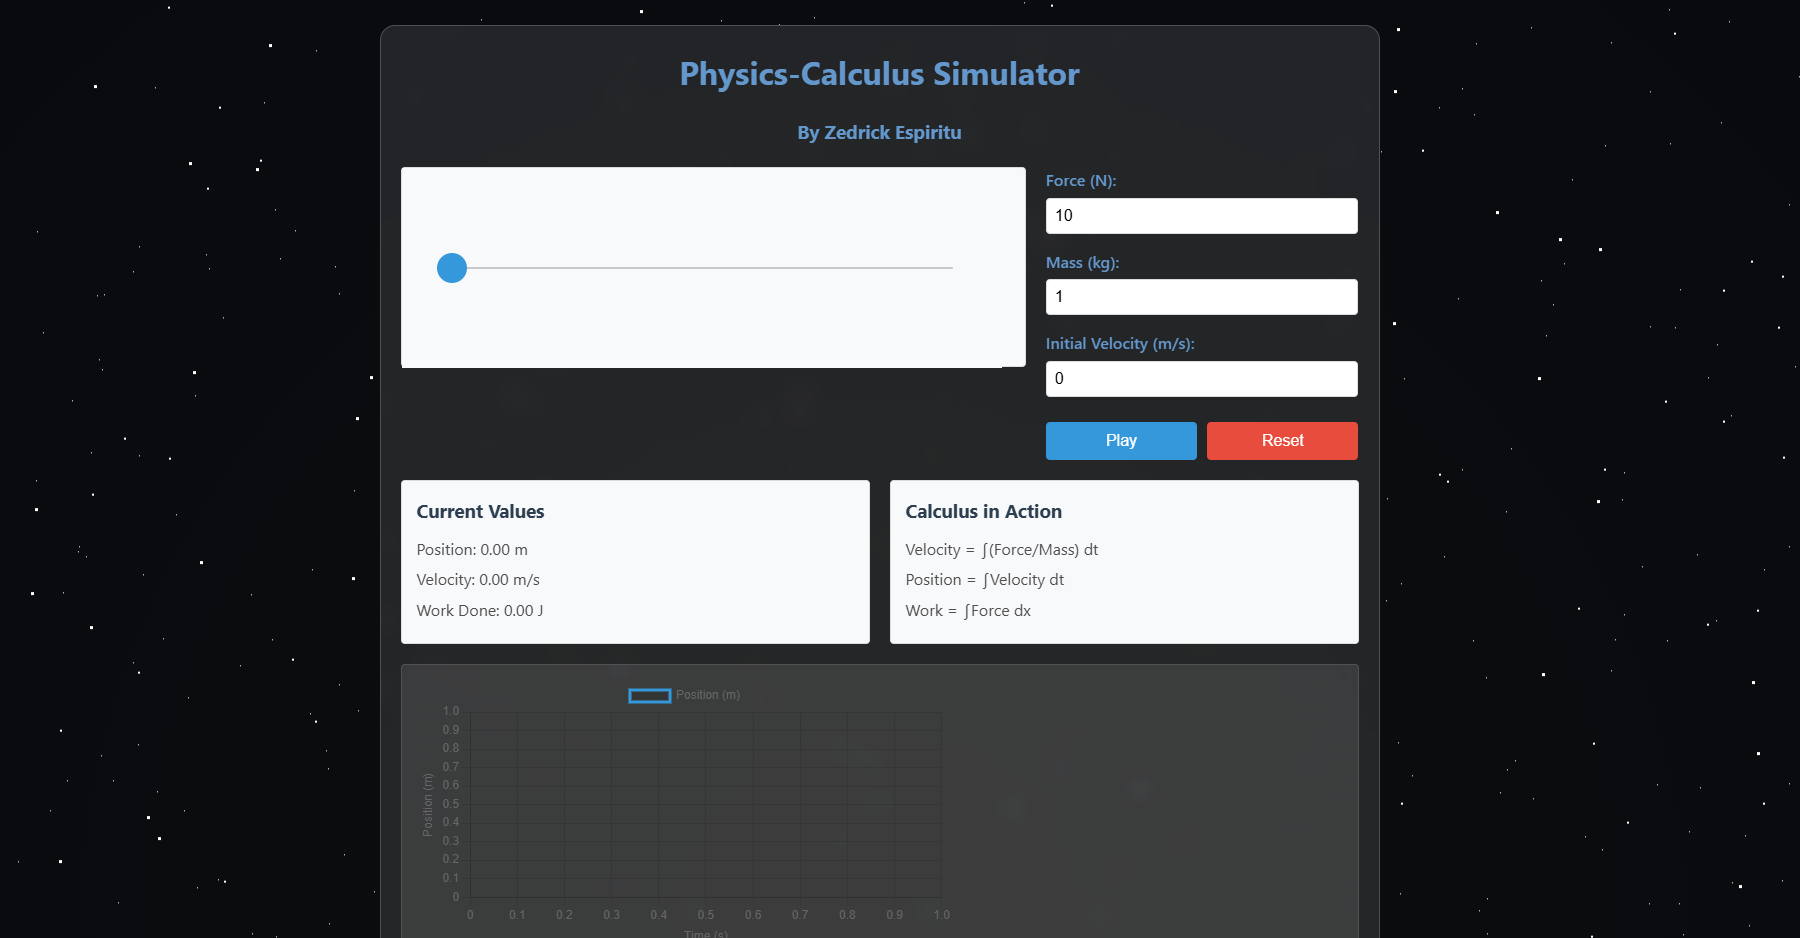 Physics-Calculus Simulator
By Zedrick Espiritu
Force (N):
10
Mass (kg):
1
Initial Velocity (m/s):
0
Play
Reset
Current Values
Position: 0.00 m
Velocity: 0.00 m/s
Work Done: 0.00 J
Calculus in Action
Velocity = ∫(Force/Mass) dt
Position = ∫Velocity dt
Work = ∫Force dx
Position (m)
Position (m)
1.0
0.9
0.8
0.7
0.6
0.5
0.4
0.3
0.2
0.1
0
0 0.1 0.2 0.3 0.4 0.5 0.6 0.7 0.8 0.9 1.0
Time (s)